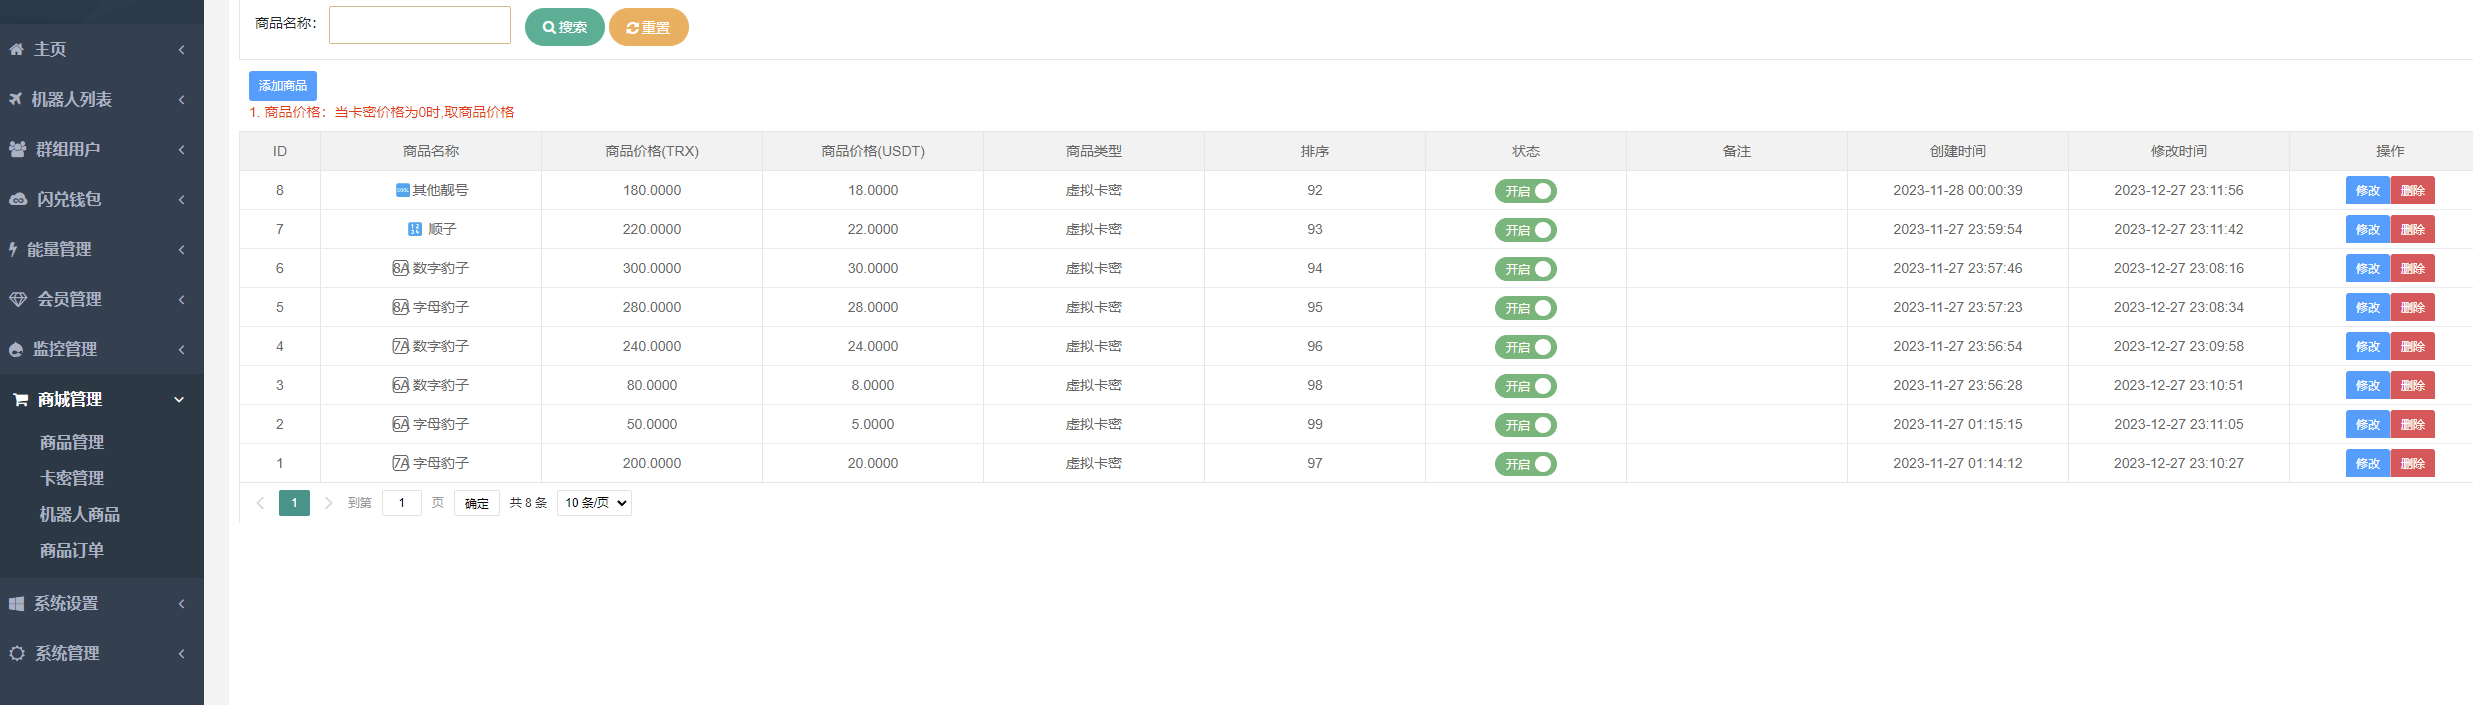 商品名称：
搜索
重置
主页
机器人列表
群组用户
闪兑钱包
能量管理
会员管理
监控管理
商城管理
商品管理
卡密管理
机器人商品
商品订单
系统设置
系统管理
添加商品
1. 商品价格：当卡密价格为0时,取商品价格
ID 商品名称 商品价格(TRX) 商品价格(USDT) 商品类型 排序 状态 备注 创建时间 修改时间 操作
8 COOL 其他靓号 180.0000 18.0000 虚拟卡密 92 开启 2023-11-28 00:00:39 2023-12-27 23:11:56 修改 删除
7 1234 顺子 220.0000 22.0000 虚拟卡密 93 开启 2023-11-27 23:59:54 2023-12-27 23:11:42 修改 删除
6 8A 数字豹子 300.0000 30.0000 虚拟卡密 94 开启 2023-11-27 23:57:46 2023-12-27 23:08:16 修改 删除
5 8A 字母豹子 280.0000 28.0000 虚拟卡密 95 开启 2023-11-27 23:57:23 2023-12-27 23:08:34 修改 删除
4 7A 数字豹子 240.0000 24.0000 虚拟卡密 96 开启 2023-11-27 23:56:54 2023-12-27 23:09:58 修改 删除
3 6A 数字豹子 80.0000 8.0000 虚拟卡密 98 开启 2023-11-27 23:56:28 2023-12-27 23:10:51 修改 删除
2 6A 字母豹子 50.0000 5.0000 虚拟卡密 99 开启 2023-11-27 01:15:15 2023-12-27 23:11:05 修改 删除
1 7A 字母豹子 200.0000 20.0000 虚拟卡密 97 开启 2023-11-27 01:14:12 2023-12-27 23:10:27 修改 删除
1 到第 1 页 确定 共 8 条 10 条/页